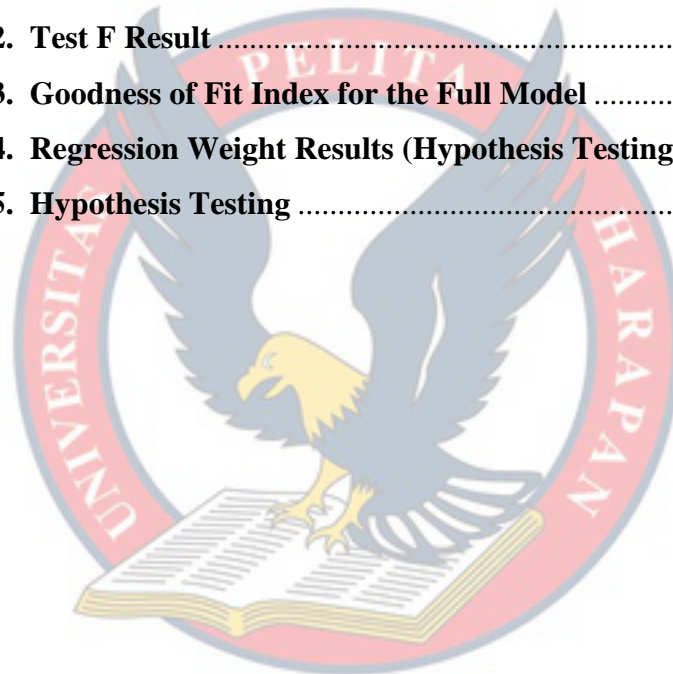 2. Test F Result ........................................................
3. Goodness of Fit Index for the Full Model ..........
4. Regression Weight Results (Hypothesis Testing
5. Hypothesis Testing .............................................
UNIVERSITAS PELITA HARAPAN